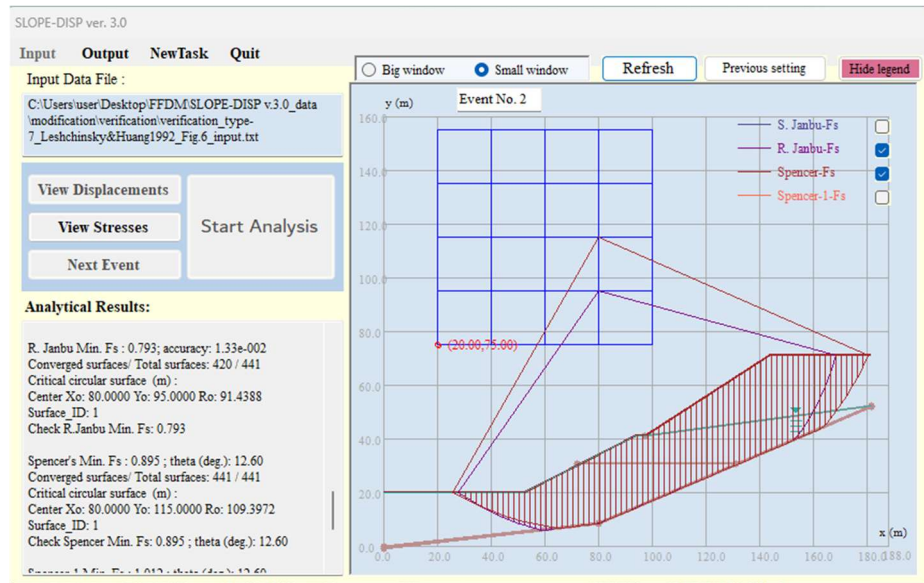 SLOPE-DISP ver. 3.0
Input Output NewTask Quit
Input Data File :
C:\Users\user\Desktop\FFDM\SLOPE-DISP v.3.0_data
\modification\verification\verification_type-
7_Leshchinsky&Huang1992_Fig.6_input.txt
View Displacements
View Stresses
Next Event
Start Analysis
Analytical Results:
R. Janbu Min. Fs : 0.793; accuracy: 1.33e-002
Converged surfaces/ Total surfaces: 420 / 441
Critical circular surface (m) :
Center Xo: 80.0000 Yo: 95.0000 Ro: 91.4388
Surface_ID: 1
Check R.Janbu Min. Fs: 0.793
Spencer's Min. Fs : 0.895 ; theta (deg.): 12.60
Converged surfaces/ Total surfaces: 441 / 441
Critical circular surface (m) :
Center Xo: 80.0000 Yo: 115.0000 Ro: 109.3972
Surface_ID: 1
Check Spencer Min. Fs: 0.895 ; theta (deg.): 12.60
Big window Small window Refresh Previous setting Hide legend
y (m) Event No. 2
S. Janbu-Fs
R. Janbu-Fs
Spencer-Fs
Spencer-1-Fs
160.0
140.0
120.0
100.0
80.0
(20.00,75.00)
60.0
40.0
20.0
0.0
x (m)
0.0 20.0 40.0 60.0 80.0 100.0 120.0 140.0 160.0 180.0 188.0